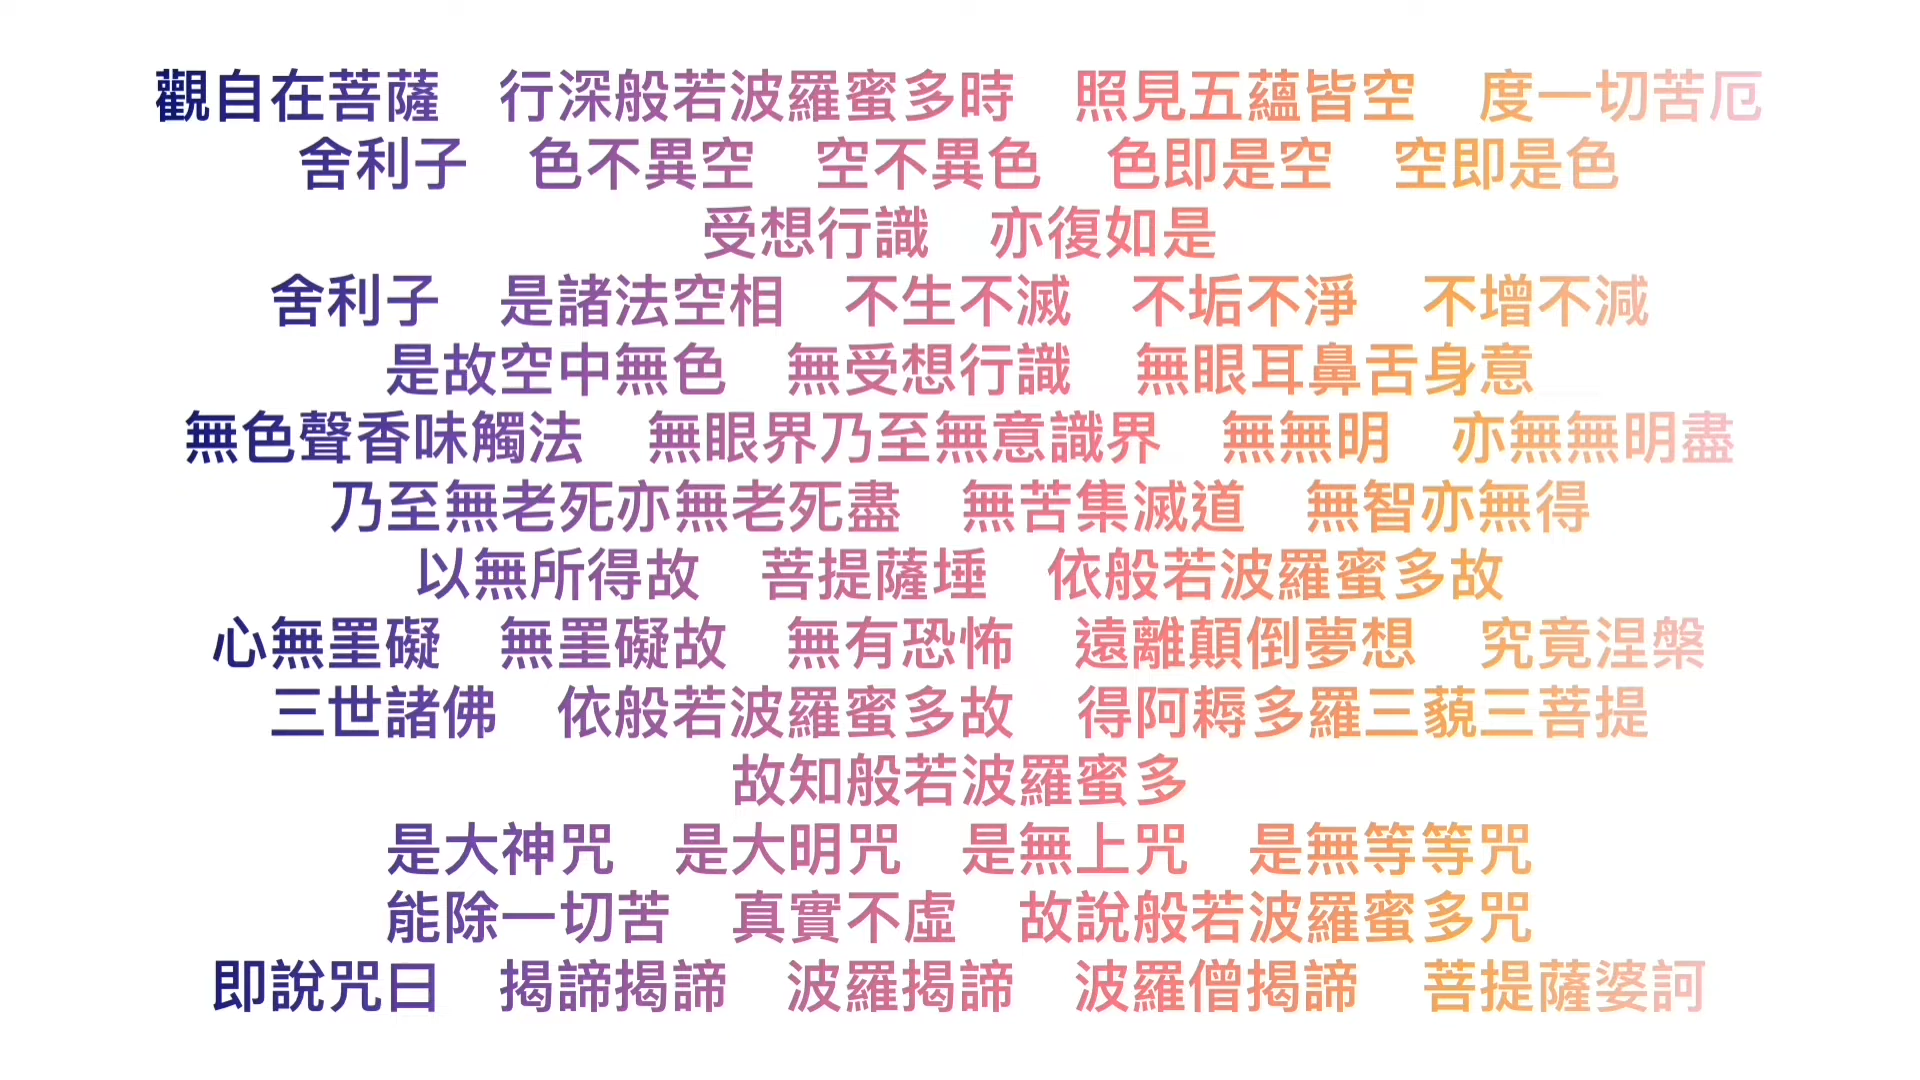 觀自在菩薩　行深般若波羅蜜多時　照見五蘊皆空　度一切苦厄
舍利子　色不異空　空不異色　色即是空　空即是色
受想行識　亦復如是
舍利子　是諸法空相　不生不滅　不垢不淨　不增不減
是故空中無色　無受想行識　無眼耳鼻舌身意
無色聲香味觸法　無眼界乃至無意識界　無無明　亦無無明盡
乃至無老死亦無老死盡　無苦集滅道　無智亦無得
以無所得故　菩提薩埵　依般若波羅蜜多故
心無罣礙　無罣礙故　無有恐怖　遠離顛倒夢想　究竟涅槃
三世諸佛　依般若波羅蜜多故　得阿耨多羅三藐三菩提
故知般若波羅蜜多
是大神咒　是大明咒　是無上咒　是無等等咒
能除一切苦　真實不虛　故說般若波羅蜜多咒
即說咒曰　揭諦揭諦　波羅揭諦　波羅僧揭諦　菩提薩婆訶